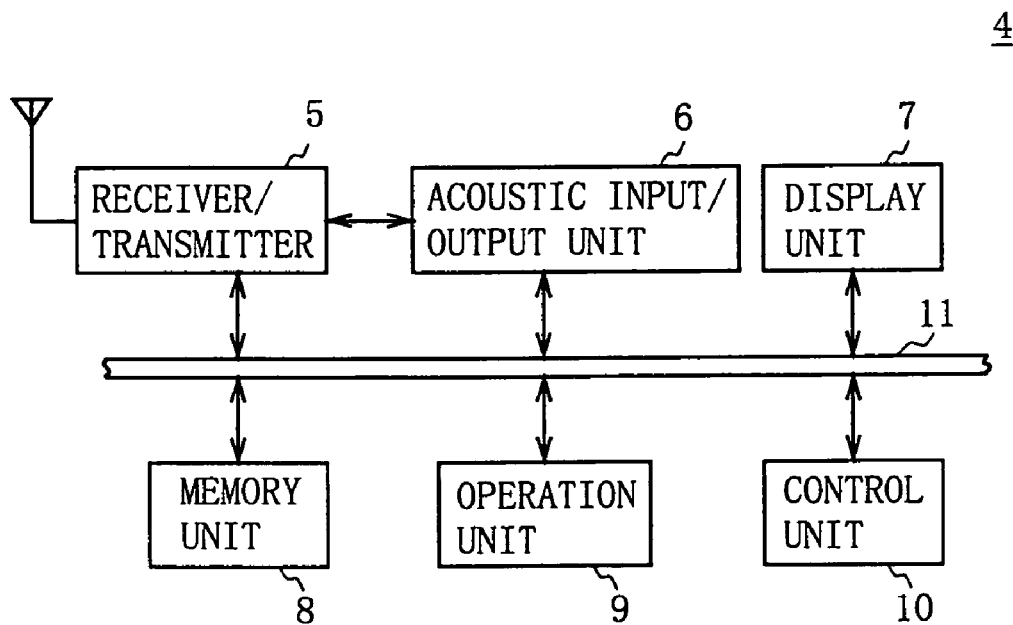 4
5
6
7
RECEIVER/
TRANSMITTER
ACOUSTIC INPUT/
OUTPUT UNIT
DISPLAY
UNIT
11
MEMORY
UNIT
OPERATION
UNIT
CONTROL
UNIT
8
9
10